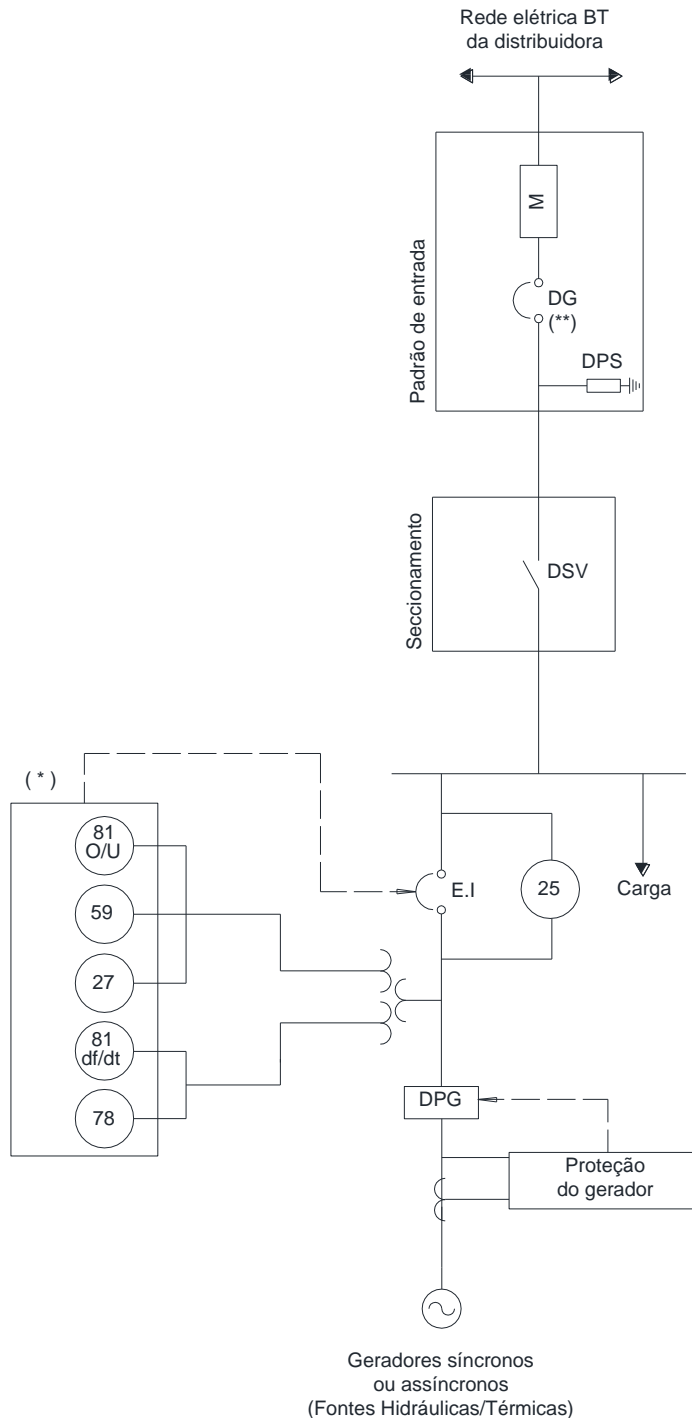 Rede elétrica BT
da distribuidora
Padrão de entrada
M
DG
(**)
DPS
Seccionamento
DSV
( * )
81
O/U
59
27
81
df/dt
78
E.I
25
Carga
DPG
Proteção
do gerador
Geradores síncronos
ou assíncronos
(Fontes Hidráulicas/Térmicas)